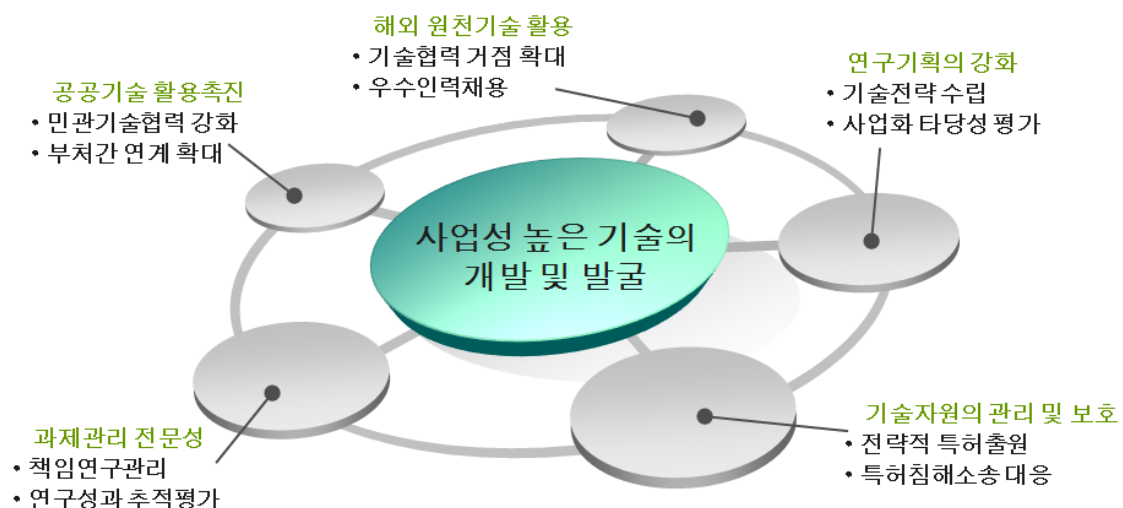 해외 원천기술 활용
• 기술협력 거점 확대
• 우수인력채용
연구기획의 강화
• 기술전략 수립
• 사업화 타당성 평가
공공기술 활용촉진
• 민관기술협력 강화
• 부처간 연계 확대
사업성 높은 기술의
개발 및 발굴
과제관리 전문성
• 책임연구관리
• 연구성과 추적평가
기술자원의 관리 및 보호
• 전략적 특허출원
• 특허침해소송 대응